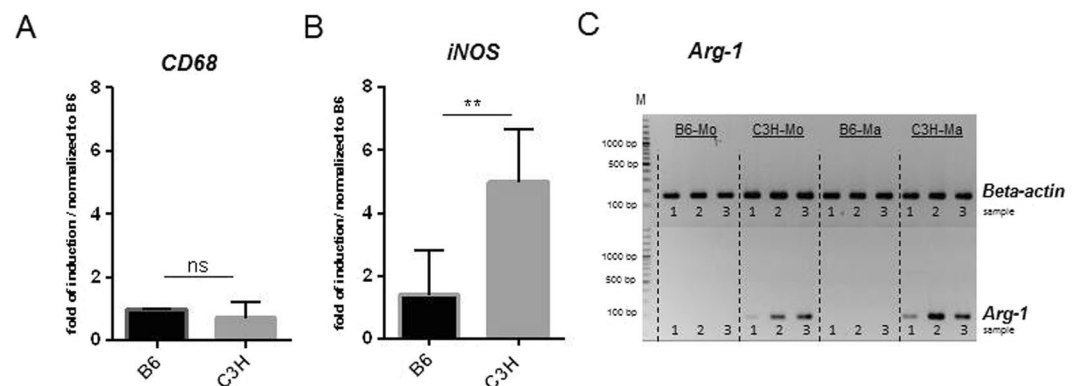 A
CD68
fold of induction / normalized to B6
8
6
4
2
0
ns
B6
C3H
B
iNOS
fold of induction/ normalized to B6
8
6
4
2
0
**
B6
C3H
C
Arg-1
M
B6-Mo
C3H-Mo
B6-Ma
C3H-Ma
1000 bp
500 bp
100 bp
Beta-actin
1 2 3 1 2 3 1 2 3 1 2 3 sample
1000 bp
500 bp
100 bp
Arg-1
1 2 3 1 2 3 1 2 3 1 2 3 sample